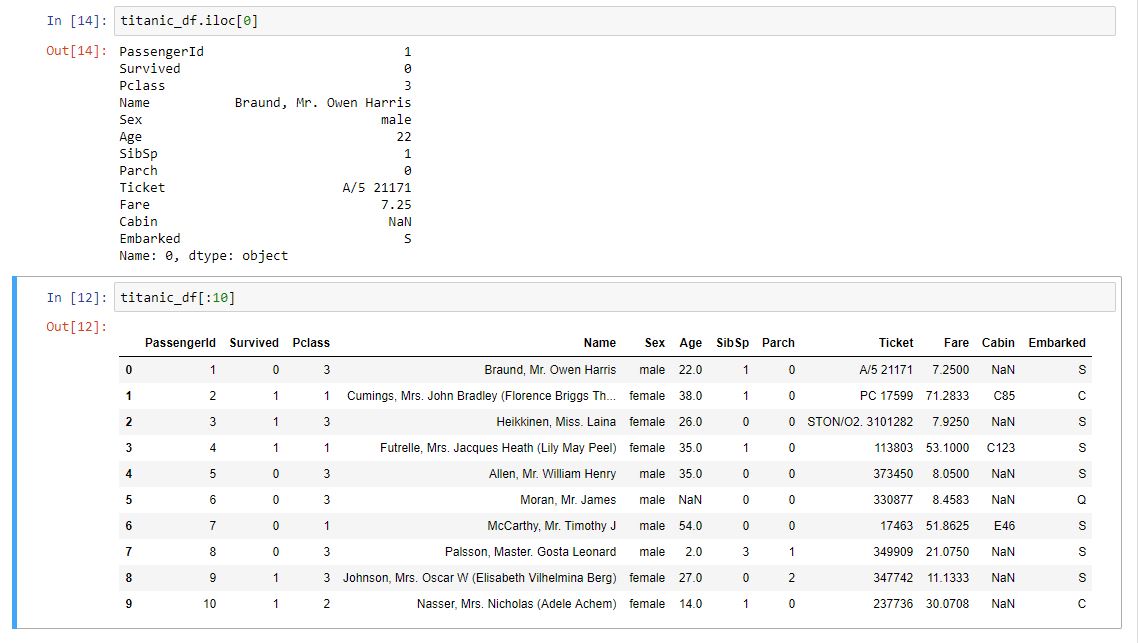 In [14]: titanic_df.iloc[0]
Out[14]: PassengerId 1
Survived 0
Pclass 3
Name Braund, Mr. Owen Harris
Sex male
Age 22
SibSp 1
Parch 0
Ticket A/5 21171
Fare 7.25
Cabin NaN
Embarked S
Name: 0, dtype: object
In [12]: titanic_df[:10]
Out[12]:
PassengerId Survived Pclass Name Sex Age SibSp Parch Ticket Fare Cabin Embarked
0 1 0 3 Braund, Mr. Owen Harris male 22.0 1 0 A/5 21171 7.2500 NaN S
1 2 1 1 Cumings, Mrs. John Bradley (Florence Briggs Th... female 38.0 1 0 PC 17599 71.2833 C85 C
2 3 1 3 Heikkinen, Miss. Laina female 26.0 0 0 STON/O2. 3101282 7.9250 NaN S
3 4 1 1 Futrelle, Mrs. Jacques Heath (Lily May Peel) female 35.0 1 0 113803 53.1000 C123 S
4 5 0 3 Allen, Mr. William Henry male 35.0 0 0 373450 8.0500 NaN S
5 6 0 3 Moran, Mr. James male NaN 0 0 330877 8.4583 NaN Q
6 7 0 1 McCarthy, Mr. Timothy J male 54.0 0 0 17463 51.8625 E46 S
7 8 0 3 Palsson, Master. Gosta Leonard male 2.0 3 1 349909 21.0750 NaN S
8 9 1 3 Johnson, Mrs. Oscar W (Elisabeth Vilhelmina Berg) female 27.0 0 2 347742 11.1333 NaN S
9 10 1 2 Nasser, Mrs. Nicholas (Adele Achem) female 14.0 1 0 237736 30.0708 NaN C